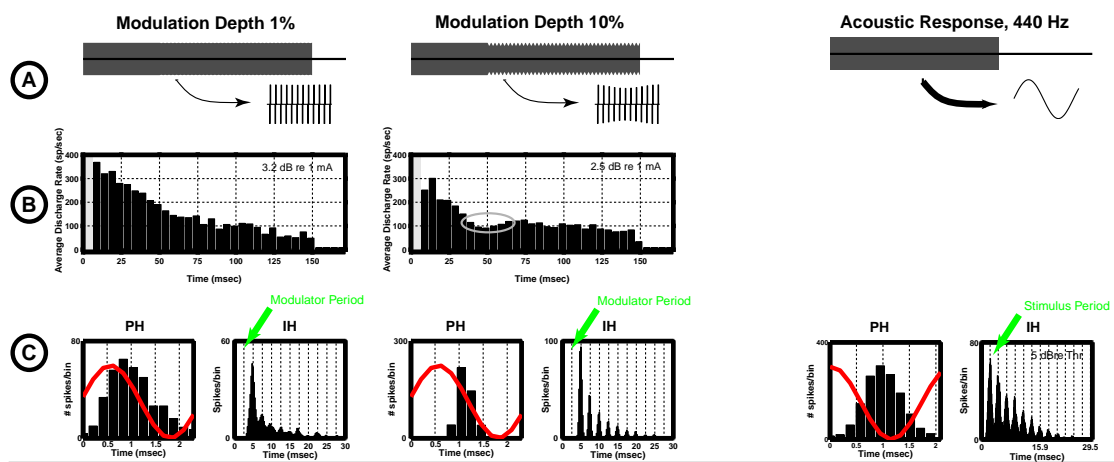 Modulation Depth 1%
Modulation Depth 10%
Acoustic Response, 440 Hz
A
B
Average Discharge Rate (sp/sec)
400
300
200
100
0
3.2 dB re 1 mA
0 25 50 75 100 125 150
Time (msec)
Average Discharge Rate (sp/sec)
400
300
200
100
0
2.5 dB re 1 mA
0 25 50 75 100 125 150
Time (msec)
C
PH
# spikes/bin
80
0
0 0.5 1 1.5 2
Time (msec)
Modulator Period
IH
Spikes/bin
60
0
5 10 15 20 25 30
Time (msec)
PH
# spikes/bin
300
0
0 0.5 1 1.5 2
Time (msec)
Modulator Period
IH
Spikes/bin
100
0
0 5 10 15 20 25 30
Time (msec)
PH
# spikes/bin
400
0
0.0 0.5 1.0 1.5 2.0
Time (msec)
Stimulus Period
IH
5 dBre Thr
Spikes/bin
80
0
0 15.9 29.5
Time (msec)